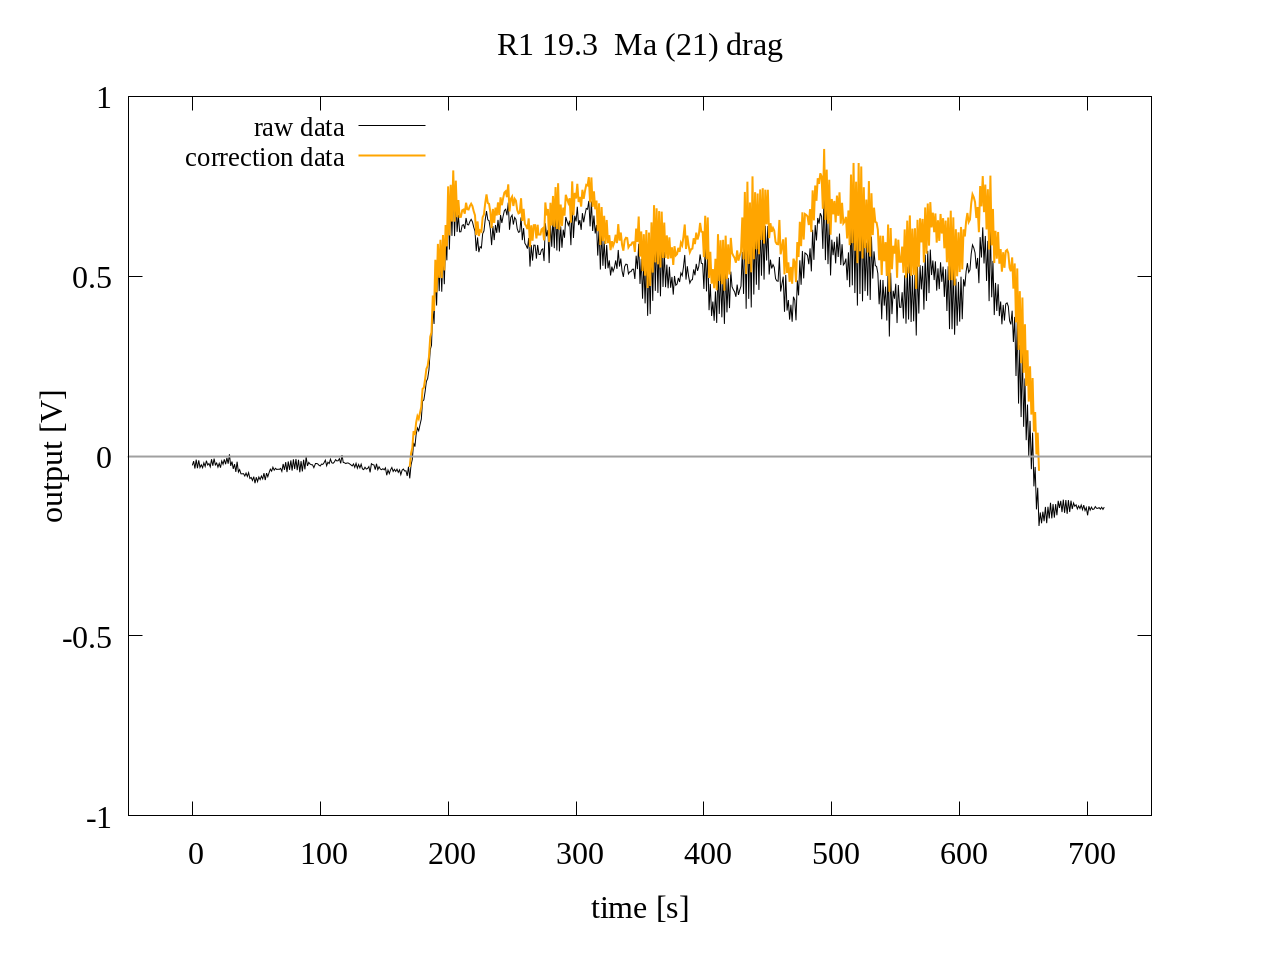 R1 19.3  Ma (21) drag
raw data
correction data
1
0.5
0
-0.5
-1
output [V]
0 100 200 300 400 500 600 700
time [s]